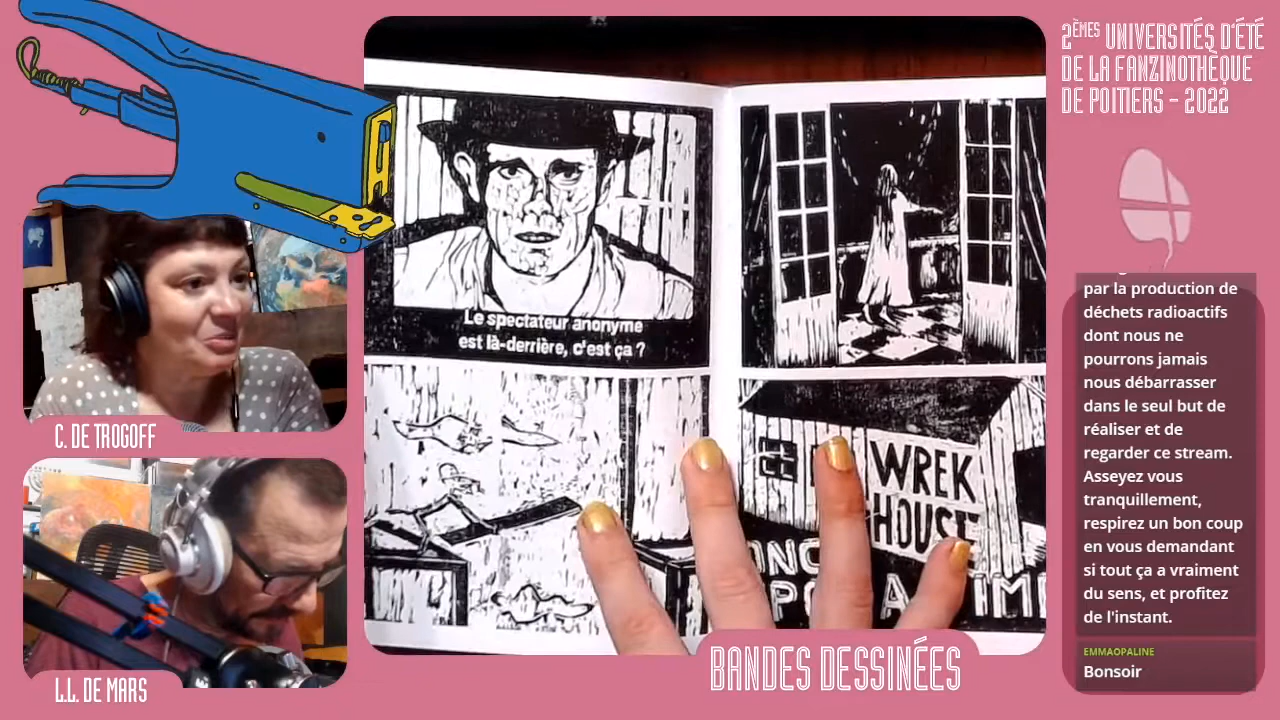 2ÈMES UNIVERSITÉS D'ÉTÉ
DE LA FANZINOTHÈQUE
DE POITIERS - 2022
Le spectateur anonyme
est là-derrière, c'est ça ?
WREK
HOUSE
C. DE TROGOFF
L.L. DE MARS
BANDES DESSINÉES
par la production de
déchets radioactifs
dont nous ne
pourrons jamais
nous débarrasser
dans le seul but de
réaliser et de
regarder ce stream.
Asseyez vous
tranquillement,
respirez un bon coup
en vous demandant
si tout ça a vraiment
du sens, et profitez
de l'instant.
EMMAOPALINE
Bonsoir